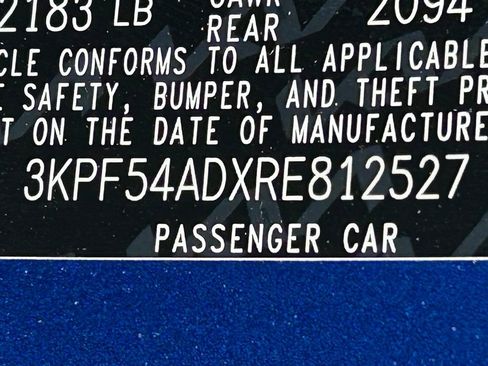 2183 LB GAWR 2094
REAR
CLE CONFORMS TO ALL APPLICABLE
SAFETY, BUMPER, AND THEFT PR
T ON THE DATE OF MANUFACTURE
3KPF54ADXRE812527
PASSENGER CAR